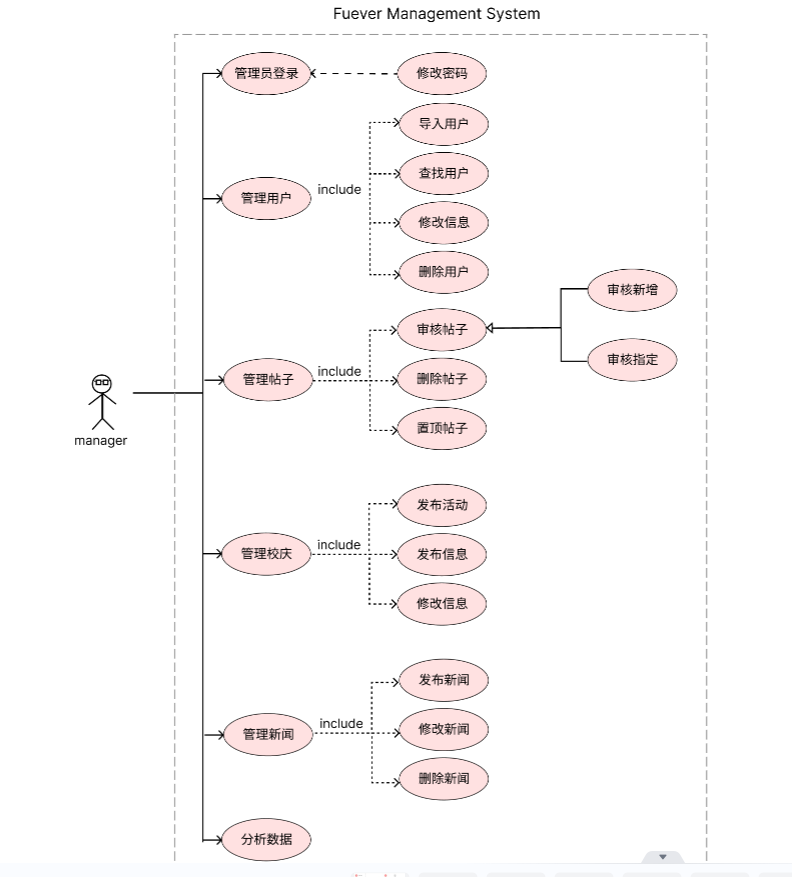 Fuever Management System
管理员登录
修改密码
导入用户
查找用户
管理用户
include
修改信息
删除用户
审核新增
审核帖子
审核指定
include
管理帖子
删除帖子
置顶帖子
manager
发布活动
include
管理校庆
发布信息
修改信息
发布新闻
include
管理新闻
修改新闻
删除新闻
分析数据